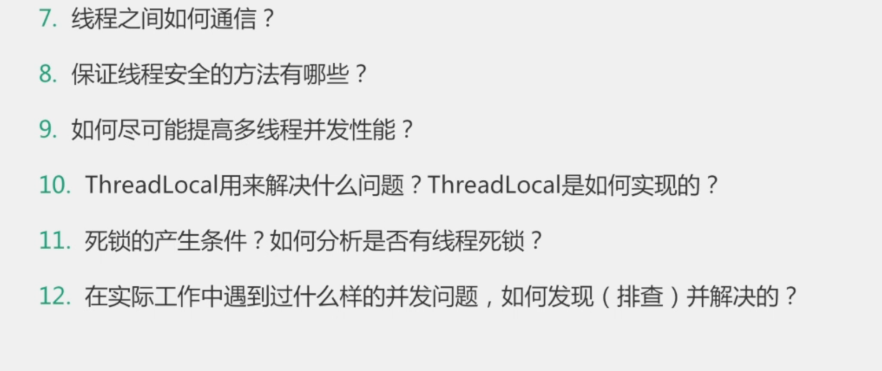 7. 线程之间如何通信？
8. 保证线程安全的方法有哪些？
9. 如何尽可能提高多线程并发性能？
10. ThreadLocal用来解决什么问题？ThreadLocal是如何实现的？
11. 死锁的产生条件？如何分析是否有线程死锁？
12. 在实际工作中遇到过什么样的并发问题，如何发现（排查）并解决的？